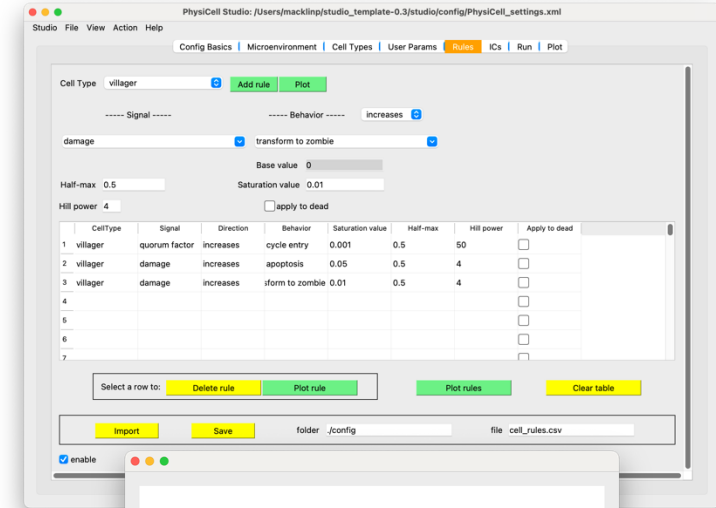 PhysiCell Studio: /Users/macklinp/studio_template-0.3/studio/config/PhysiCell_settings.xml
Studio File View Action Help
Config Basics | Microenvironment | Cell Types | User Params | Rules | ICs | Run | Plot
Cell Type villager Add rule Plot
----- Signal ----- ----- Behavior ----- increases
damage transform to zombie
Base value 0
Half-max 0.5 Saturation value 0.01
Hill power 4 apply to dead
CellType Signal Direction Behavior Saturation value Half-max Hill power Apply to dead
1 villager quorum factor increases cycle entry 0.001 0.5 50
2 villager damage increases apoptosis 0.05 0.5 4
3 villager damage increases sform to zombie 0.01 0.5 4
4
5
6
7
Select a row to: Delete rule Plot rule Plot rules Clear table
Import Save folder ./config file cell_rules.csv
enable